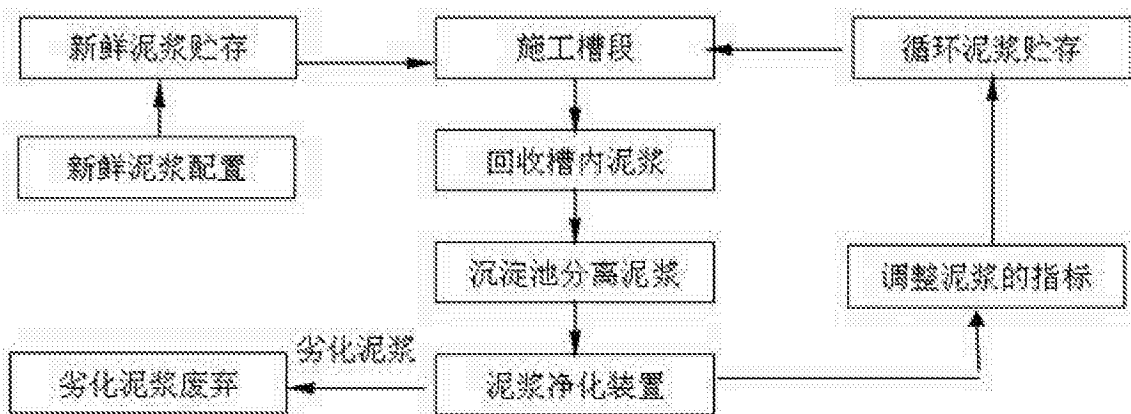 新鲜泥浆贮存
施工槽段
循环泥浆贮存
新鲜泥浆配置
回收槽内泥浆
沉淀池分离泥浆
调整泥浆的指标
劣化泥浆
劣化泥浆废弃
泥浆净化装置